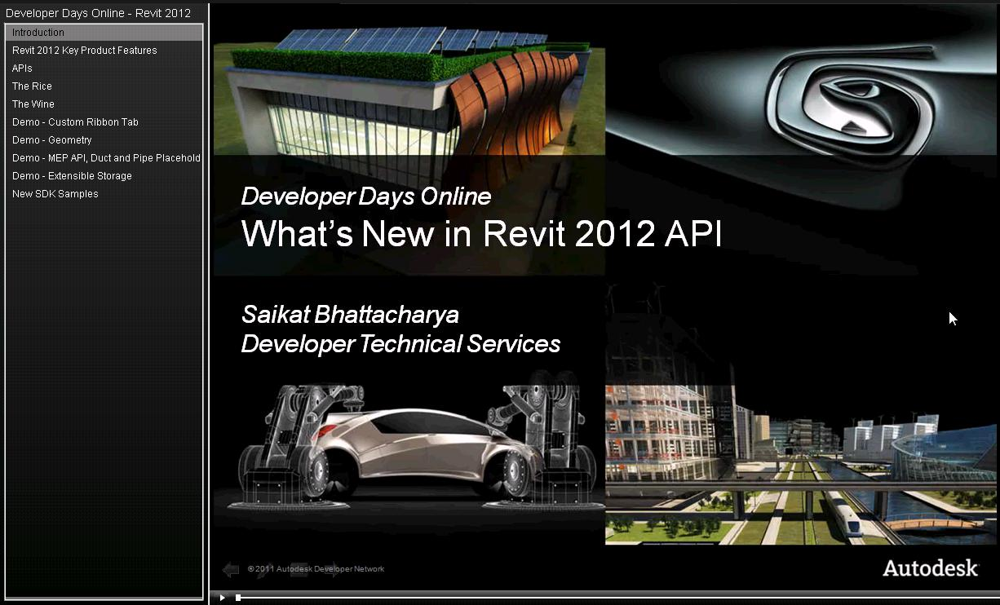 Developer Days Online - Revit 2012
Introduction
Revit 2012 Key Product Features
APIs
The Rice
The Wine
Demo - Custom Ribbon Tab
Demo - Geometry
Demo - MEP API, Duct and Pipe Placehold
Demo - Extensible Storage
New SDK Samples
Developer Days Online
What's New in Revit 2012 API
Saikat Bhattacharya
Developer Technical Services
® 2011 Autodesk Developer Network
Autodesk